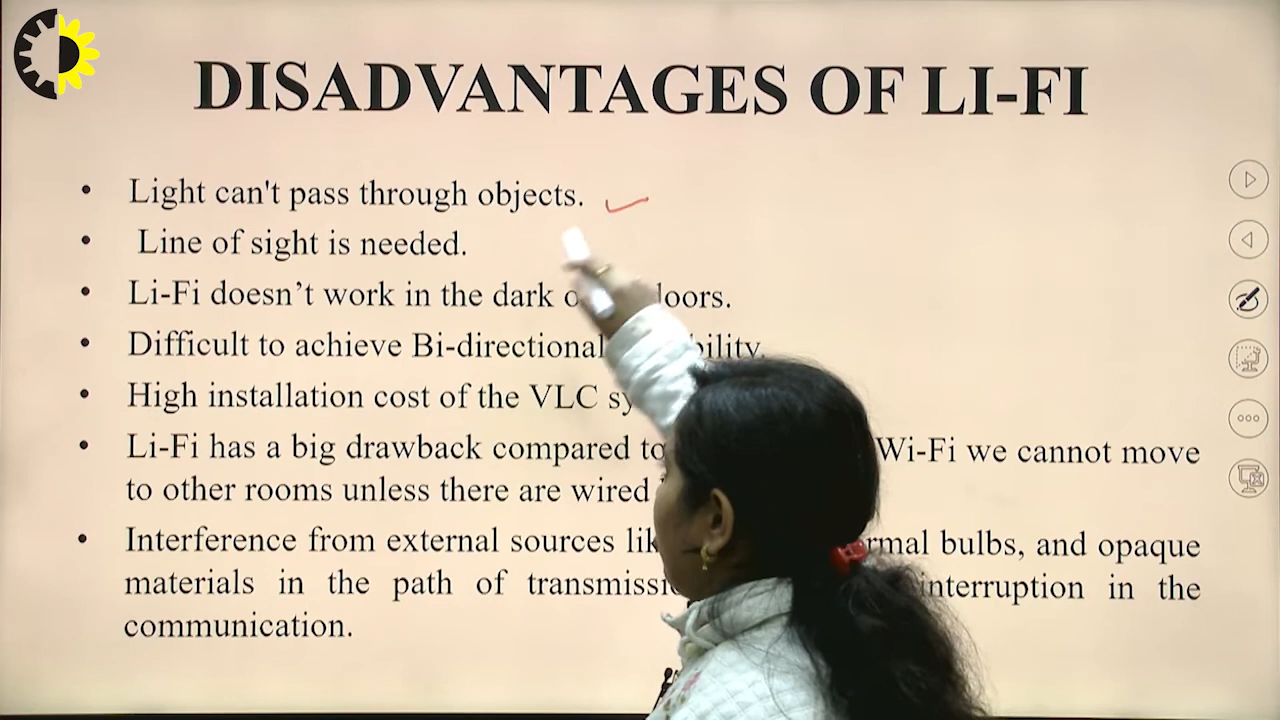 DISADVANTAGES OF LI-FI
• Light can't pass through objects.
• Line of sight is needed.
• Li-Fi doesn’t work in the dark
• Difficult to achieve Bi-directional
• High installation cost of the VLC
• Li-Fi has a big drawback compared Wi-Fi we cannot move
to other rooms unless there are wired
• Interference from external sources bulbs, and opaque
materials in the path of interruption in the
communication.